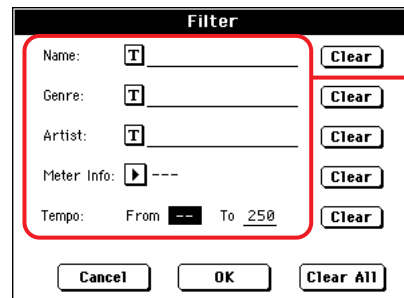 Filter
Name: T Clear
Genre: T Clear
Artist: T Clear
Meter Info: --- Clear
Tempo: From -- To 250 Clear
Cancel OK Clear All